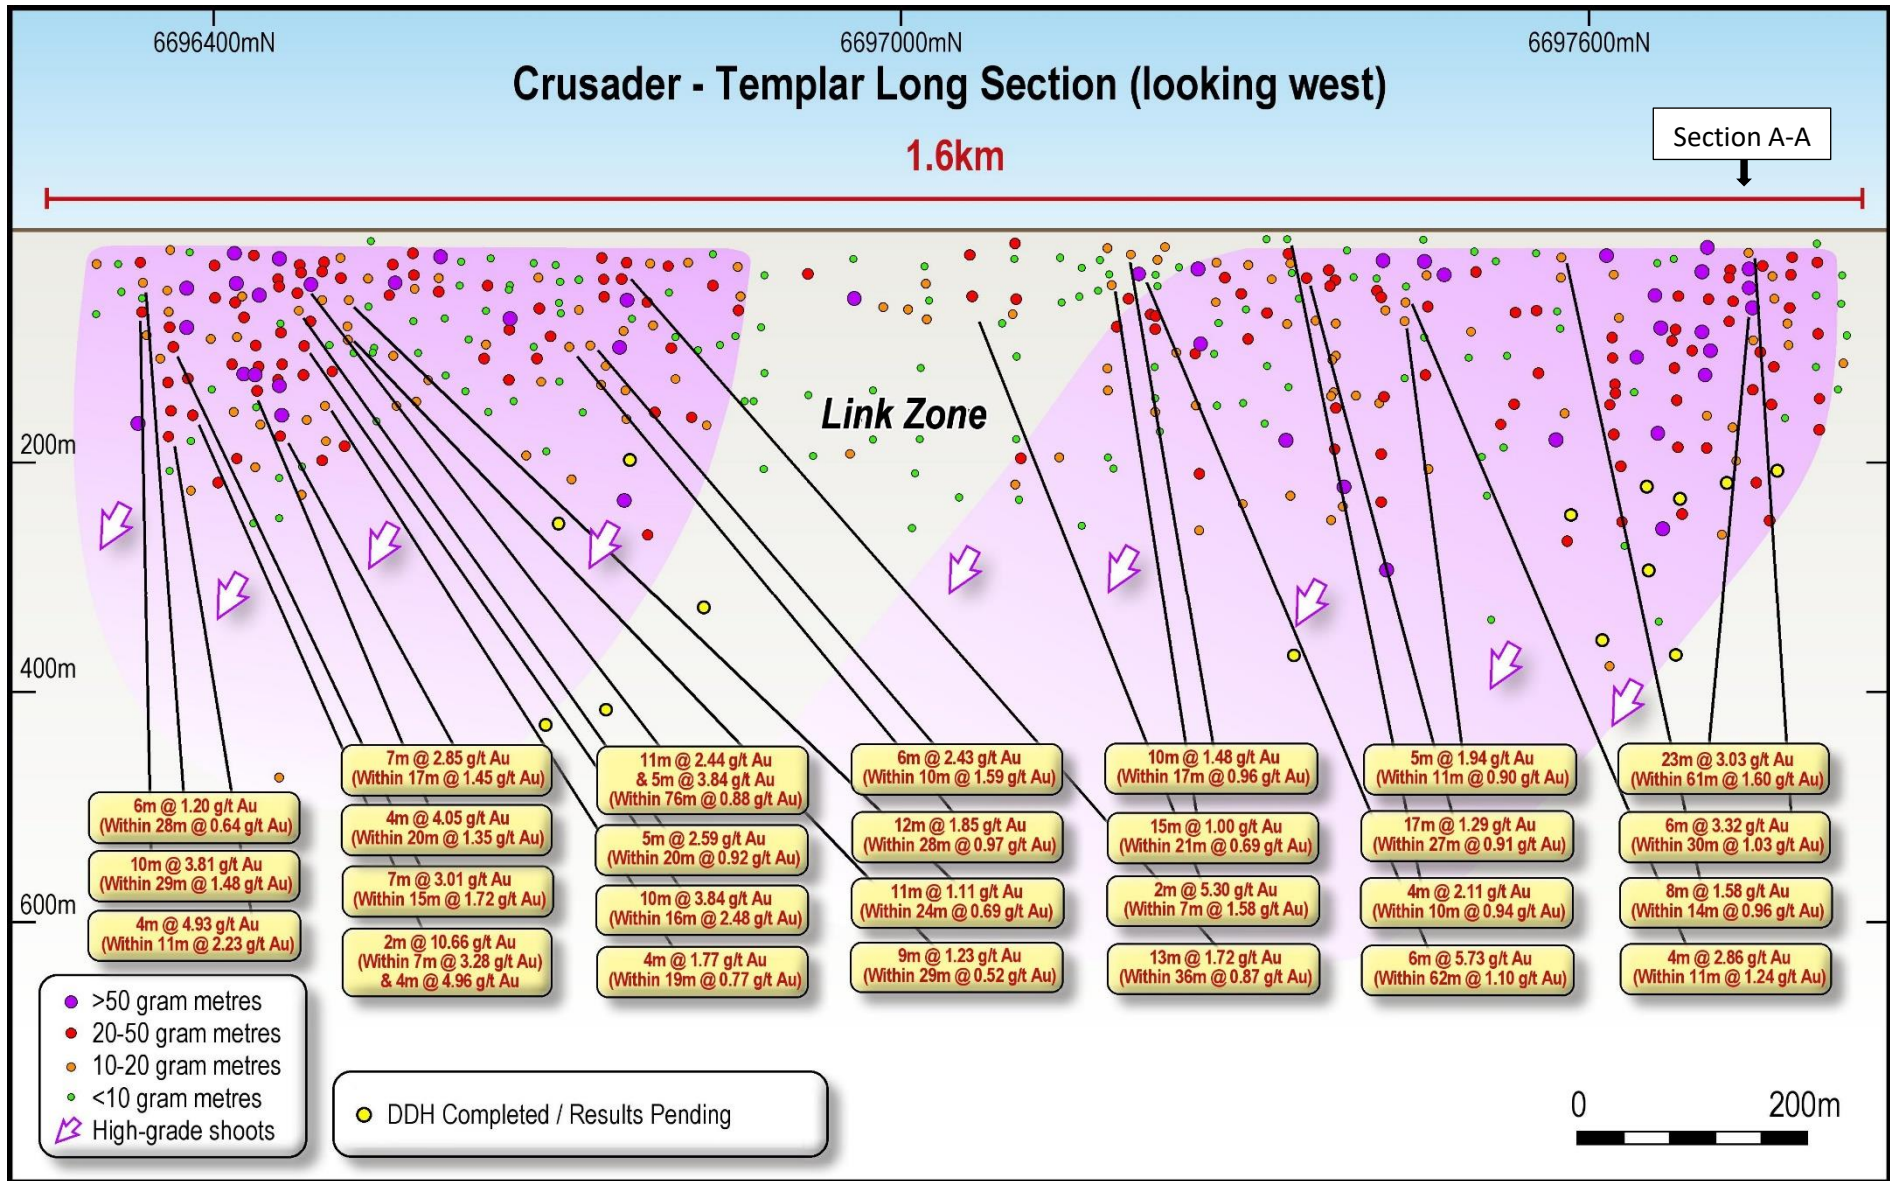 6696400mN
6697000mN
6697600mN
Crusader - Templar Long Section (looking west)
1.6km
Section A-A
Link Zone
200m
400m
600m
6m @ 1.20 g/t Au
(Within 28m @ 0.64 g/t Au)
10m @ 3.81 g/t Au
(Within 29m @ 1.48 g/t Au)
4m @ 4.93 g/t Au
(Within 11m @ 2.23 g/t Au)
7m @ 2.85 g/t Au
(Within 17m @ 1.45 g/t Au)
4m @ 4.05 g/t Au
(Within 20m @ 1.35 g/t Au)
7m @ 3.01 g/t Au
(Within 15m @ 1.72 g/t Au)
2m @ 10.66 g/t Au
(Within 7m @ 3.28 g/t Au)
& 4m @ 4.96 g/t Au
11m @ 2.44 g/t Au
& 5m @ 3.84 g/t Au
(Within 76m @ 0.88 g/t Au)
5m @ 2.59 g/t Au
(Within 20m @ 0.92 g/t Au)
10m @ 3.84 g/t Au
(Within 16m @ 2.48 g/t Au)
4m @ 1.77 g/t Au
(Within 19m @ 0.77 g/t Au)
6m @ 2.43 g/t Au
(Within 10m @ 1.59 g/t Au)
12m @ 1.85 g/t Au
(Within 28m @ 0.97 g/t Au)
11m @ 1.11 g/t Au
(Within 24m @ 0.69 g/t Au)
9m @ 1.23 g/t Au
(Within 29m @ 0.52 g/t Au)
10m @ 1.48 g/t Au
(Within 17m @ 0.96 g/t Au)
15m @ 1.00 g/t Au
(Within 21m @ 0.69 g/t Au)
2m @ 5.30 g/t Au
(Within 7m @ 1.58 g/t Au)
13m @ 1.72 g/t Au
(Within 36m @ 0.87 g/t Au)
5m @ 1.94 g/t Au
(Within 11m @ 0.90 g/t Au)
17m @ 1.29 g/t Au
(Within 27m @ 0.91 g/t Au)
4m @ 2.11 g/t Au
(Within 10m @ 0.94 g/t Au)
6m @ 5.73 g/t Au
(Within 62m @ 1.10 g/t Au)
23m @ 3.03 g/t Au
(Within 61m @ 1.60 g/t Au)
6m @ 3.32 g/t Au
(Within 30m @ 1.03 g/t Au)
8m @ 1.58 g/t Au
(Within 14m @ 0.96 g/t Au)
4m @ 2.86 g/t Au
(Within 11m @ 1.24 g/t Au)
>50 gram metres
20-50 gram metres
10-20 gram metres
<10 gram metres
High-grade shoots
DDH Completed / Results Pending
0 200m